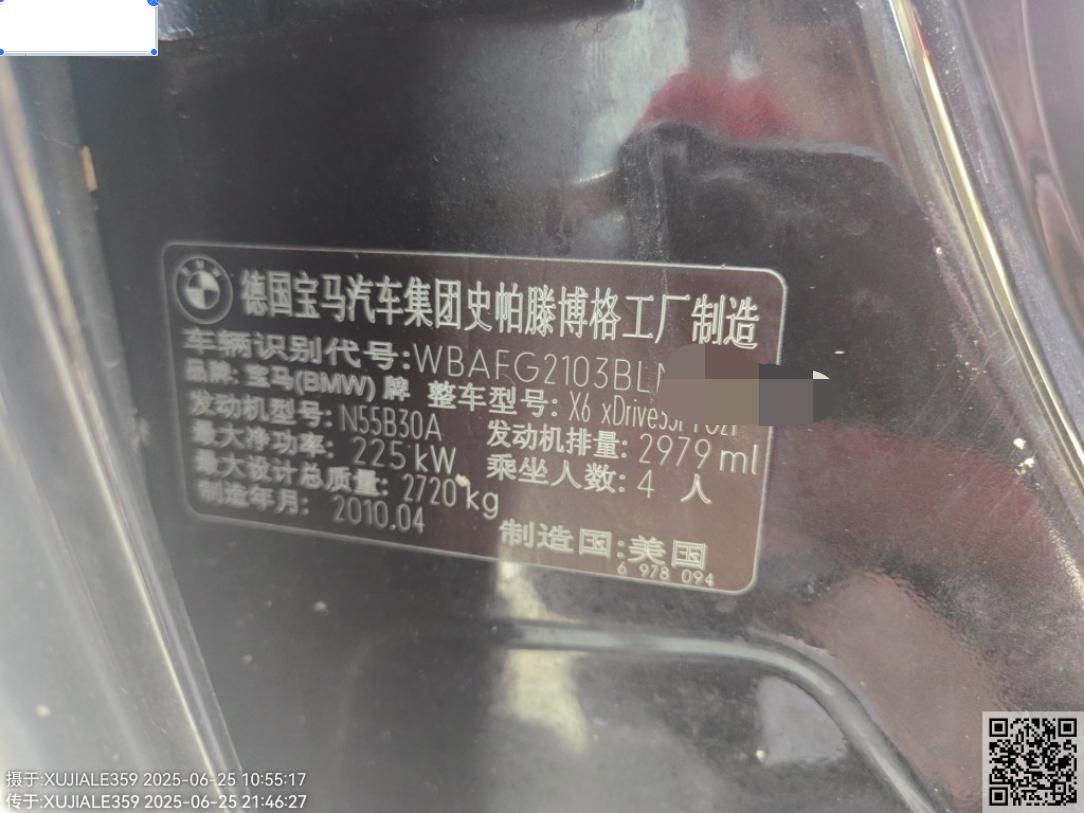 德国宝马汽车集团史帕滕博格工厂制造
车辆识别代号:WBAFG2103BL
品牌: 宝马(BMW) 牌 整车型号: X6 xDrive35i
发动机型号: N55B30A 发动机排量: 2979 ml
最大净功率: 225 kW 乘坐人数: 4 人
最大设计总质量: 2720 kg
制造年月: 2010.04 制造国:美国
6 978 094
摄于:XUJIALE359 2025-06-25 10:55:17
传于:XUJIALE359 2025-06-25 21:46:27